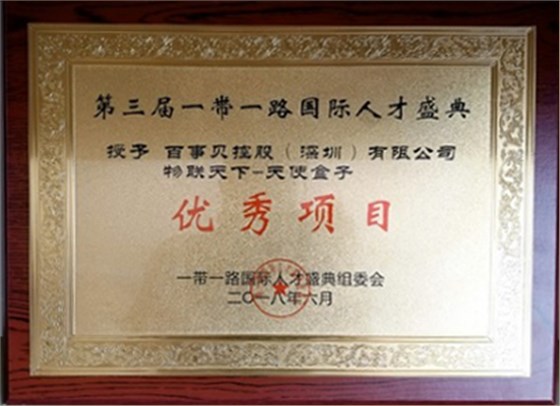 第三届一带一路国际人才盛典
授予 百事贝控股（深圳）有限公司
物联天下-天使盒子
优秀项目
一带一路国际人才盛典组委会
二〇一八年六月